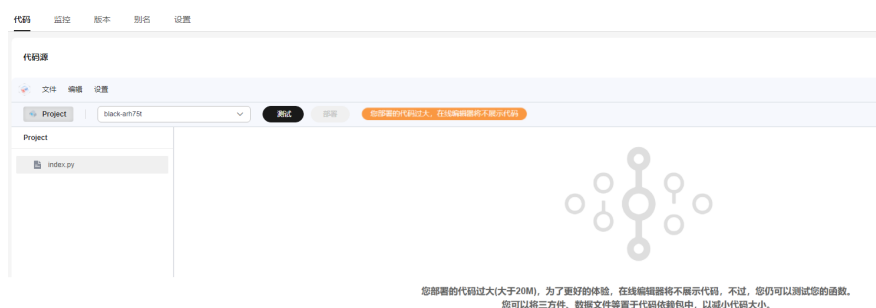 代码 监控 版本 别名 设置
代码源
文件 编辑 设置
Project black-arh75t 测试 部署 您部署的代码过大，在线编辑器将不展示代码
Project
index.py
您部署的代码过大(大于20M)，为了更好的体验，在线编辑器将不展示代码，不过，您仍可以测试您的函数。
您可以将三方件、数据文件等置于代码依赖包中，以减小代码大小。